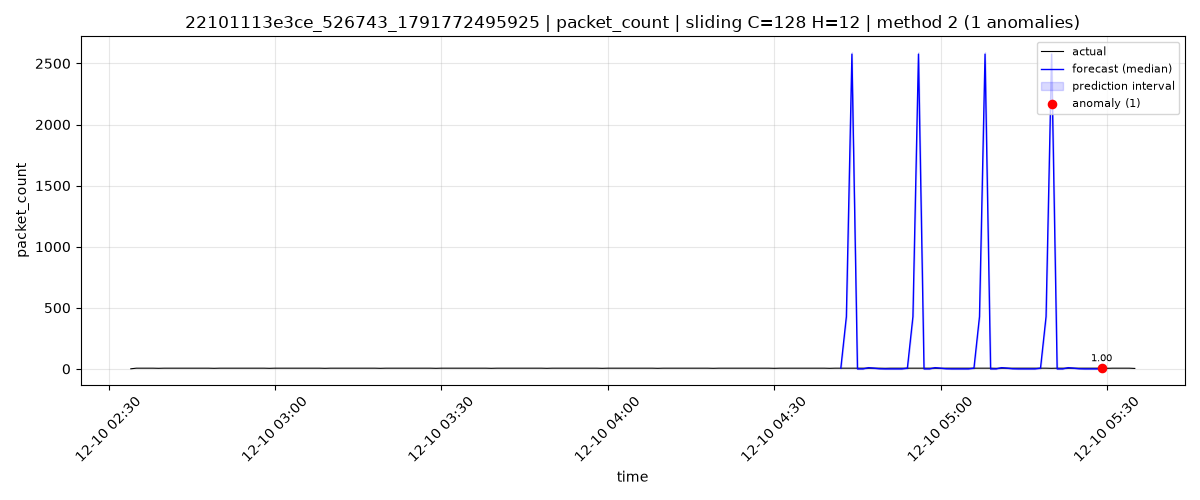 22101113e3ce_526743_1791772495925 | packet_count | sliding C=128 H=12 | method 2 (1 anomalies)
actual
forecast (median)
prediction interval
anomaly (1)
packet_count
2500
2000
1500
1000
500
0
1.00
12-10 02:30
12-10 03:00
12-10 03:30
12-10 04:00
12-10 04:30
12-10 05:00
12-10 05:30
time